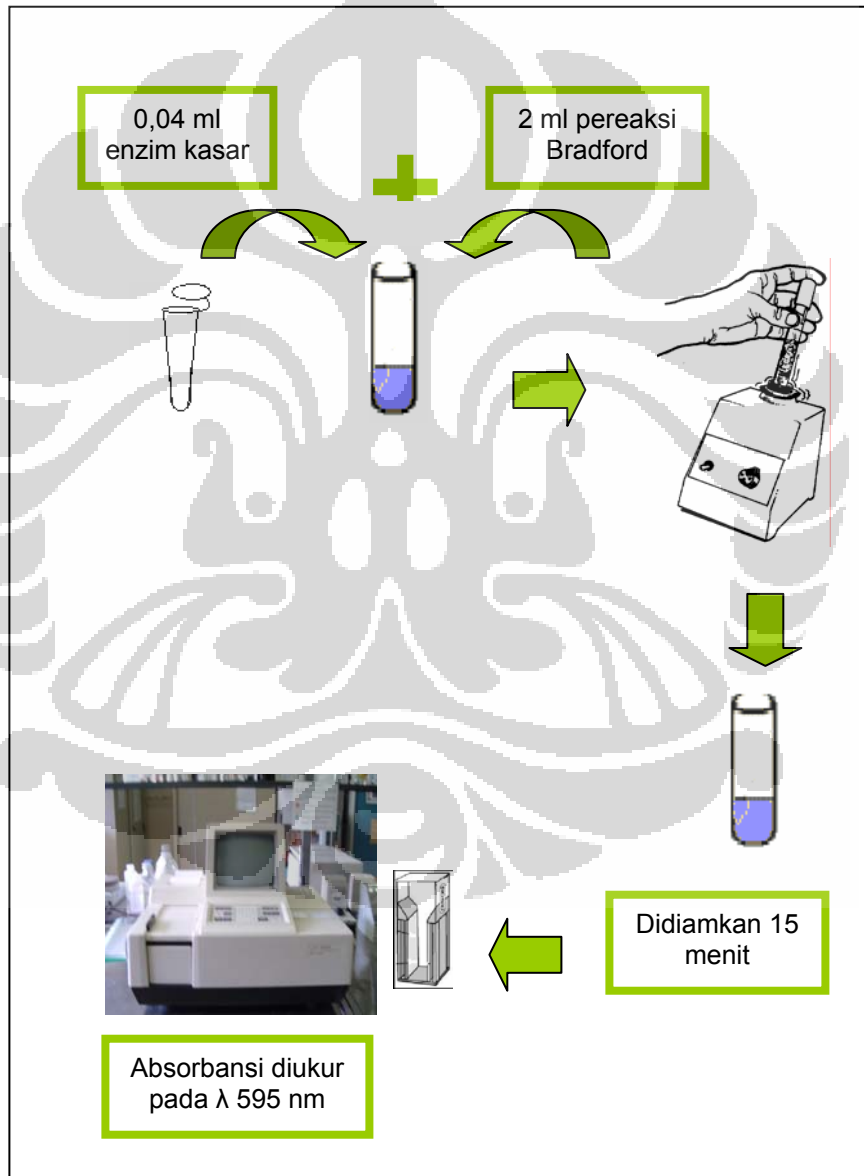 0,04 ml
enzim kasar
2 ml pereaksi
Bradford
Didiamkan 15
menit
Absorbansi diukur
pada λ 595 nm